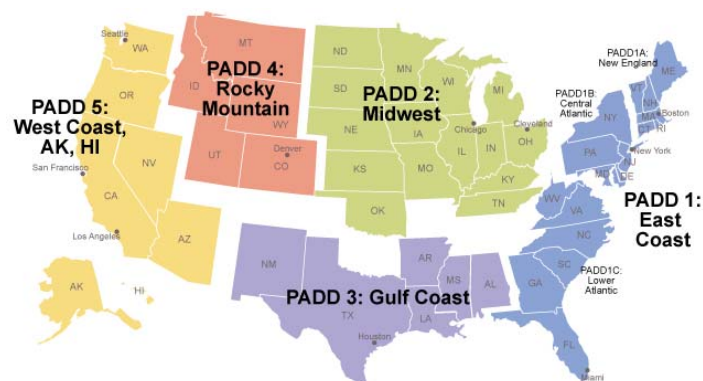 Seattle
WA
OR
PADD 5:
West Coast,
AK, HI
San Francisco
NV
CA
Los Angeles
AZ
AK
HI
MT
ID
PADD 4:
Rocky
Mountain
WY
UT
Denver
CO
ND
MN
SD
WI
MI
PADD 2:
Midwest
NE
IA
Chicago
Cleveland
IL
IN
OH
KS
MO
KY
OK
TN
NM
AR
MS
AL
PADD 3: Gulf Coast
TX
LA
Houston
PADD1A:
New England
ME
VT
NH
PADD1B:
Central
Atlantic
NY
MA
Boston
CT
RI
New York
PA
NJ
MD
DE
WV
VA
PADD 1:
East
Coast
NC
SC
PADD1C:
Lower
Atlantic
GA
FL
Miami